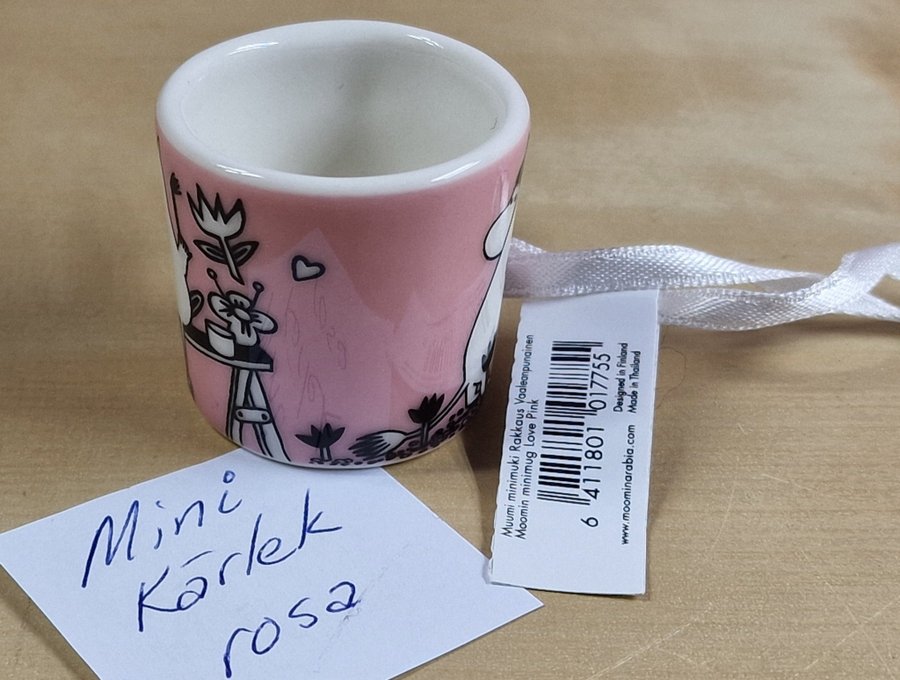 Mini
Kärlek
rosa
Muumi minimuki Rakkaus Vaaleanpunainen
Moomin minimug Love Pink
6 411801 017755
www.moominarabia.com
Designed in Finland
Made in Thailand